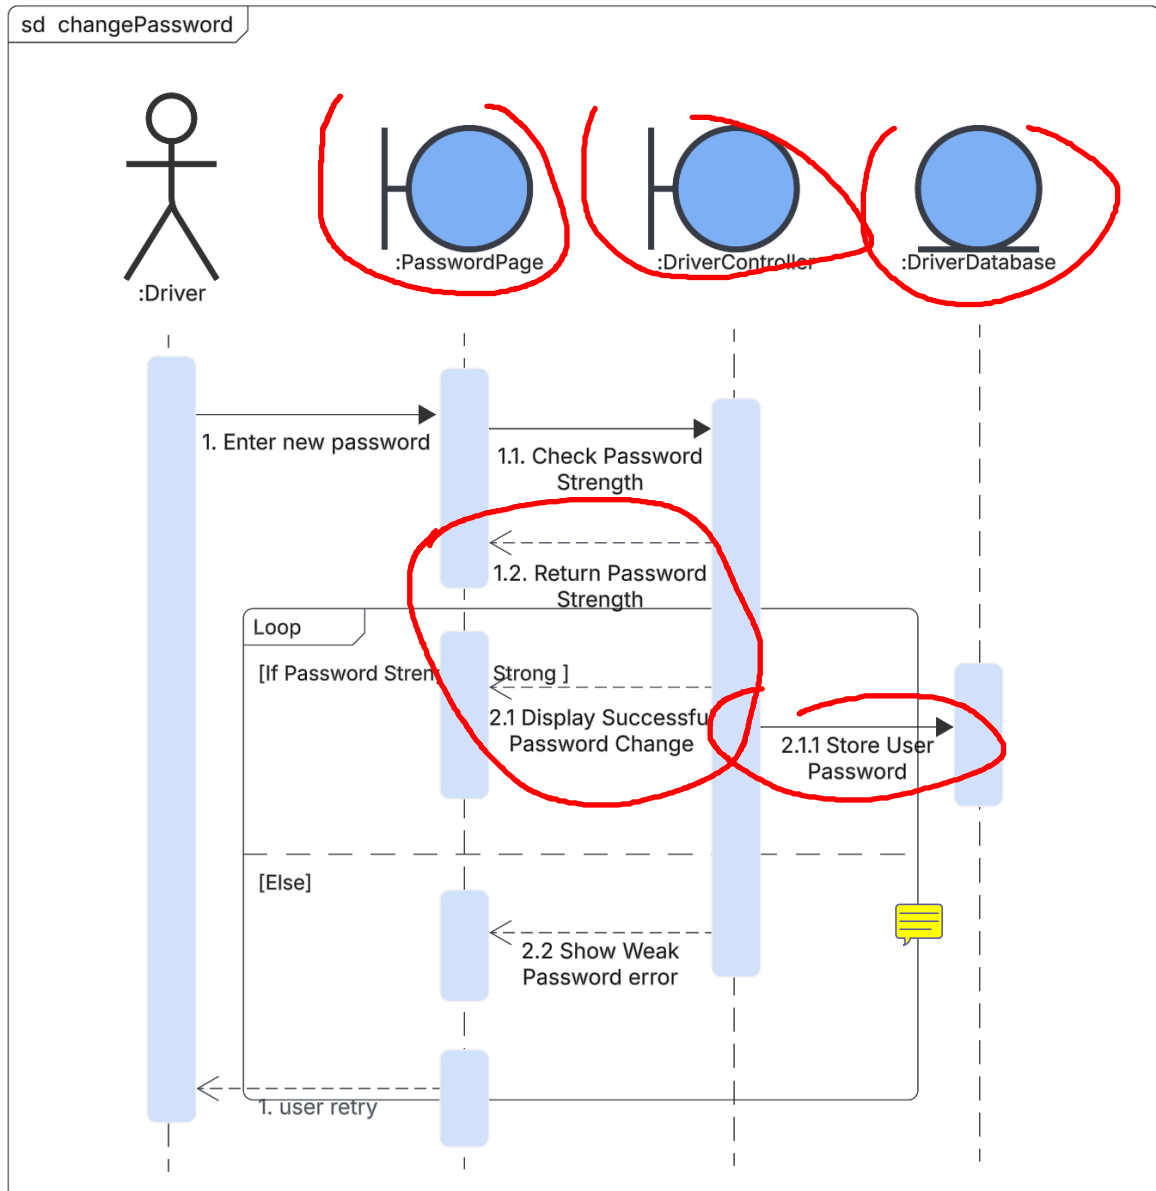 sd changePassword
:Driver
:PasswordPage
:DriverController
:DriverDatabase
1. Enter new password
1.1. Check Password
Strength
1.2. Return Password
Strength
Loop
[If Password Stren
Strong ]
2.1 Display Successfu
Password Change
2.1.1 Store User
Password
[Else]
2.2 Show Weak
Password error
1. user retry